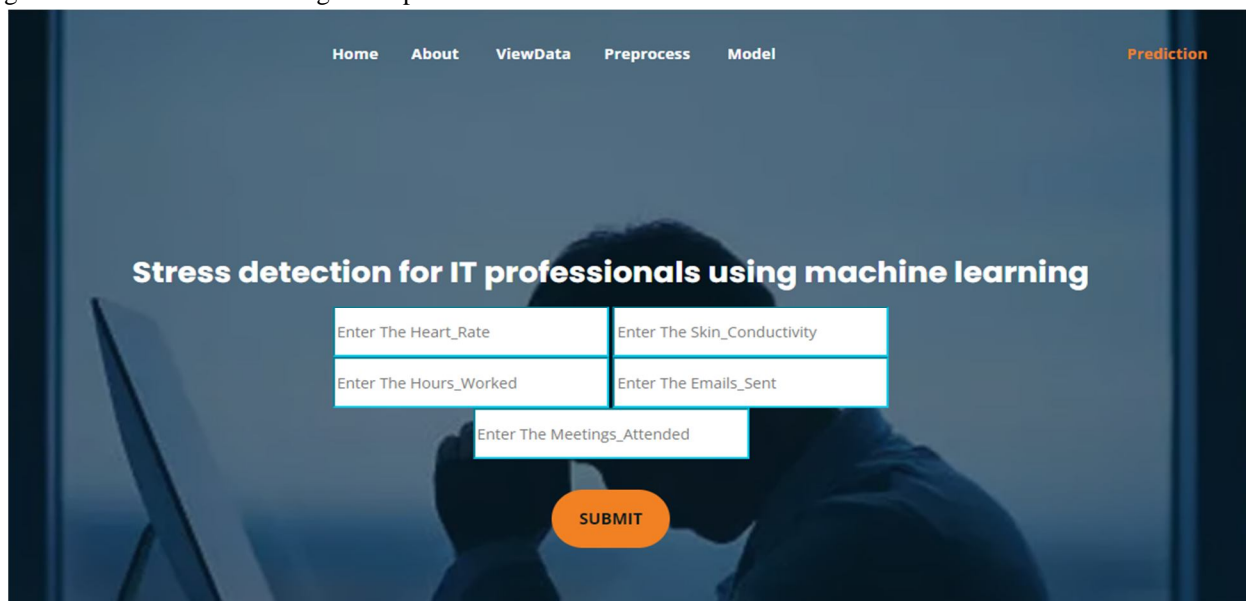 Home About ViewData Preprocess Model Prediction
Stress detection for IT professionals using machine learning
Enter The Heart_Rate Enter The Skin_Conductivity
Enter The Hours_Worked Enter The Emails_Sent
Enter The Meetings_Attended
SUBMIT